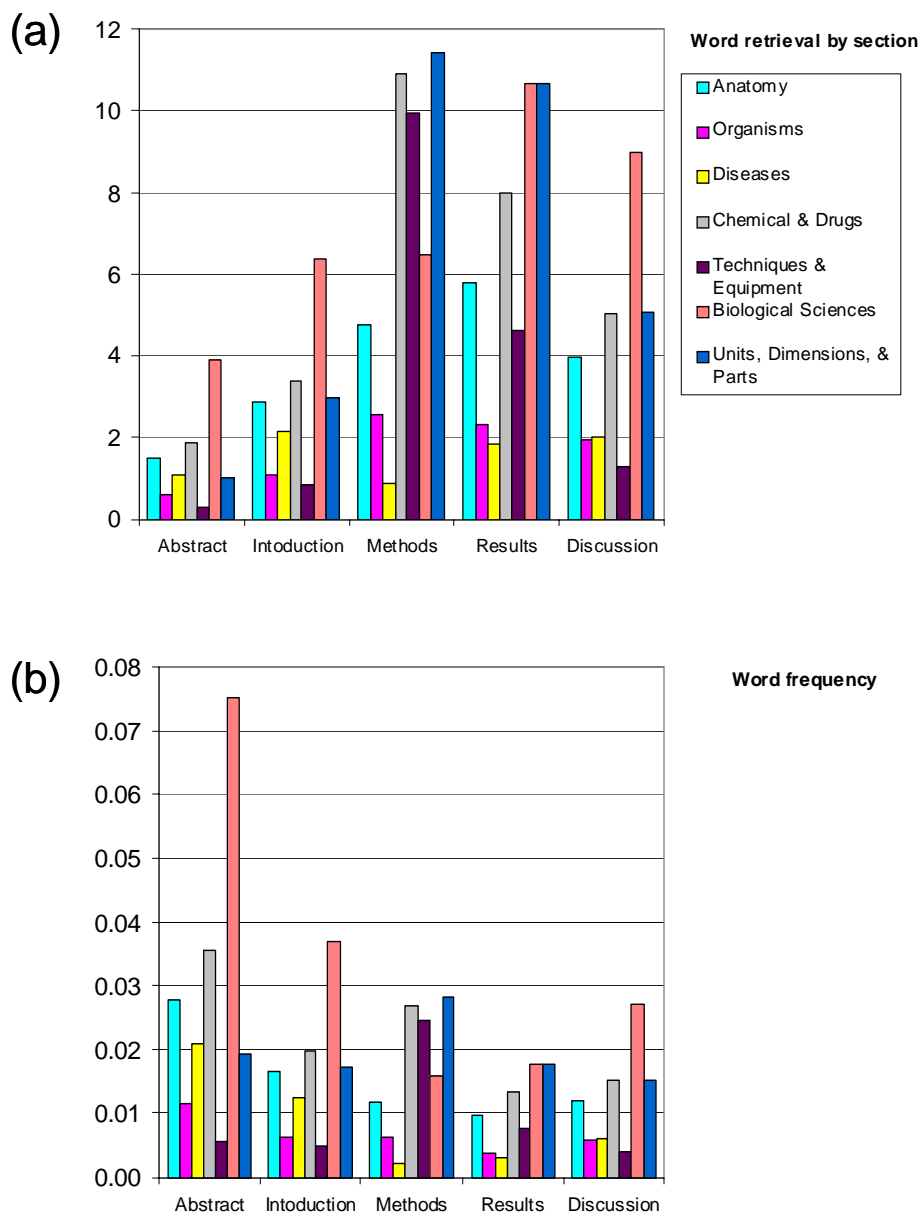 (a)
Word retrieval by section
12
10
8
6
4
2
0
Abstract Intoduction Methods Results Discussion
Anatomy
Organisms
Diseases
Chemical & Drugs
Techniques &
Equipment
Biological Sciences
Units, Dimensions, &
Parts
(b)
Word frequency
0.08
0.07
0.06
0.05
0.04
0.03
0.02
0.01
0.00
Abstract Intoduction Methods Results Discussion